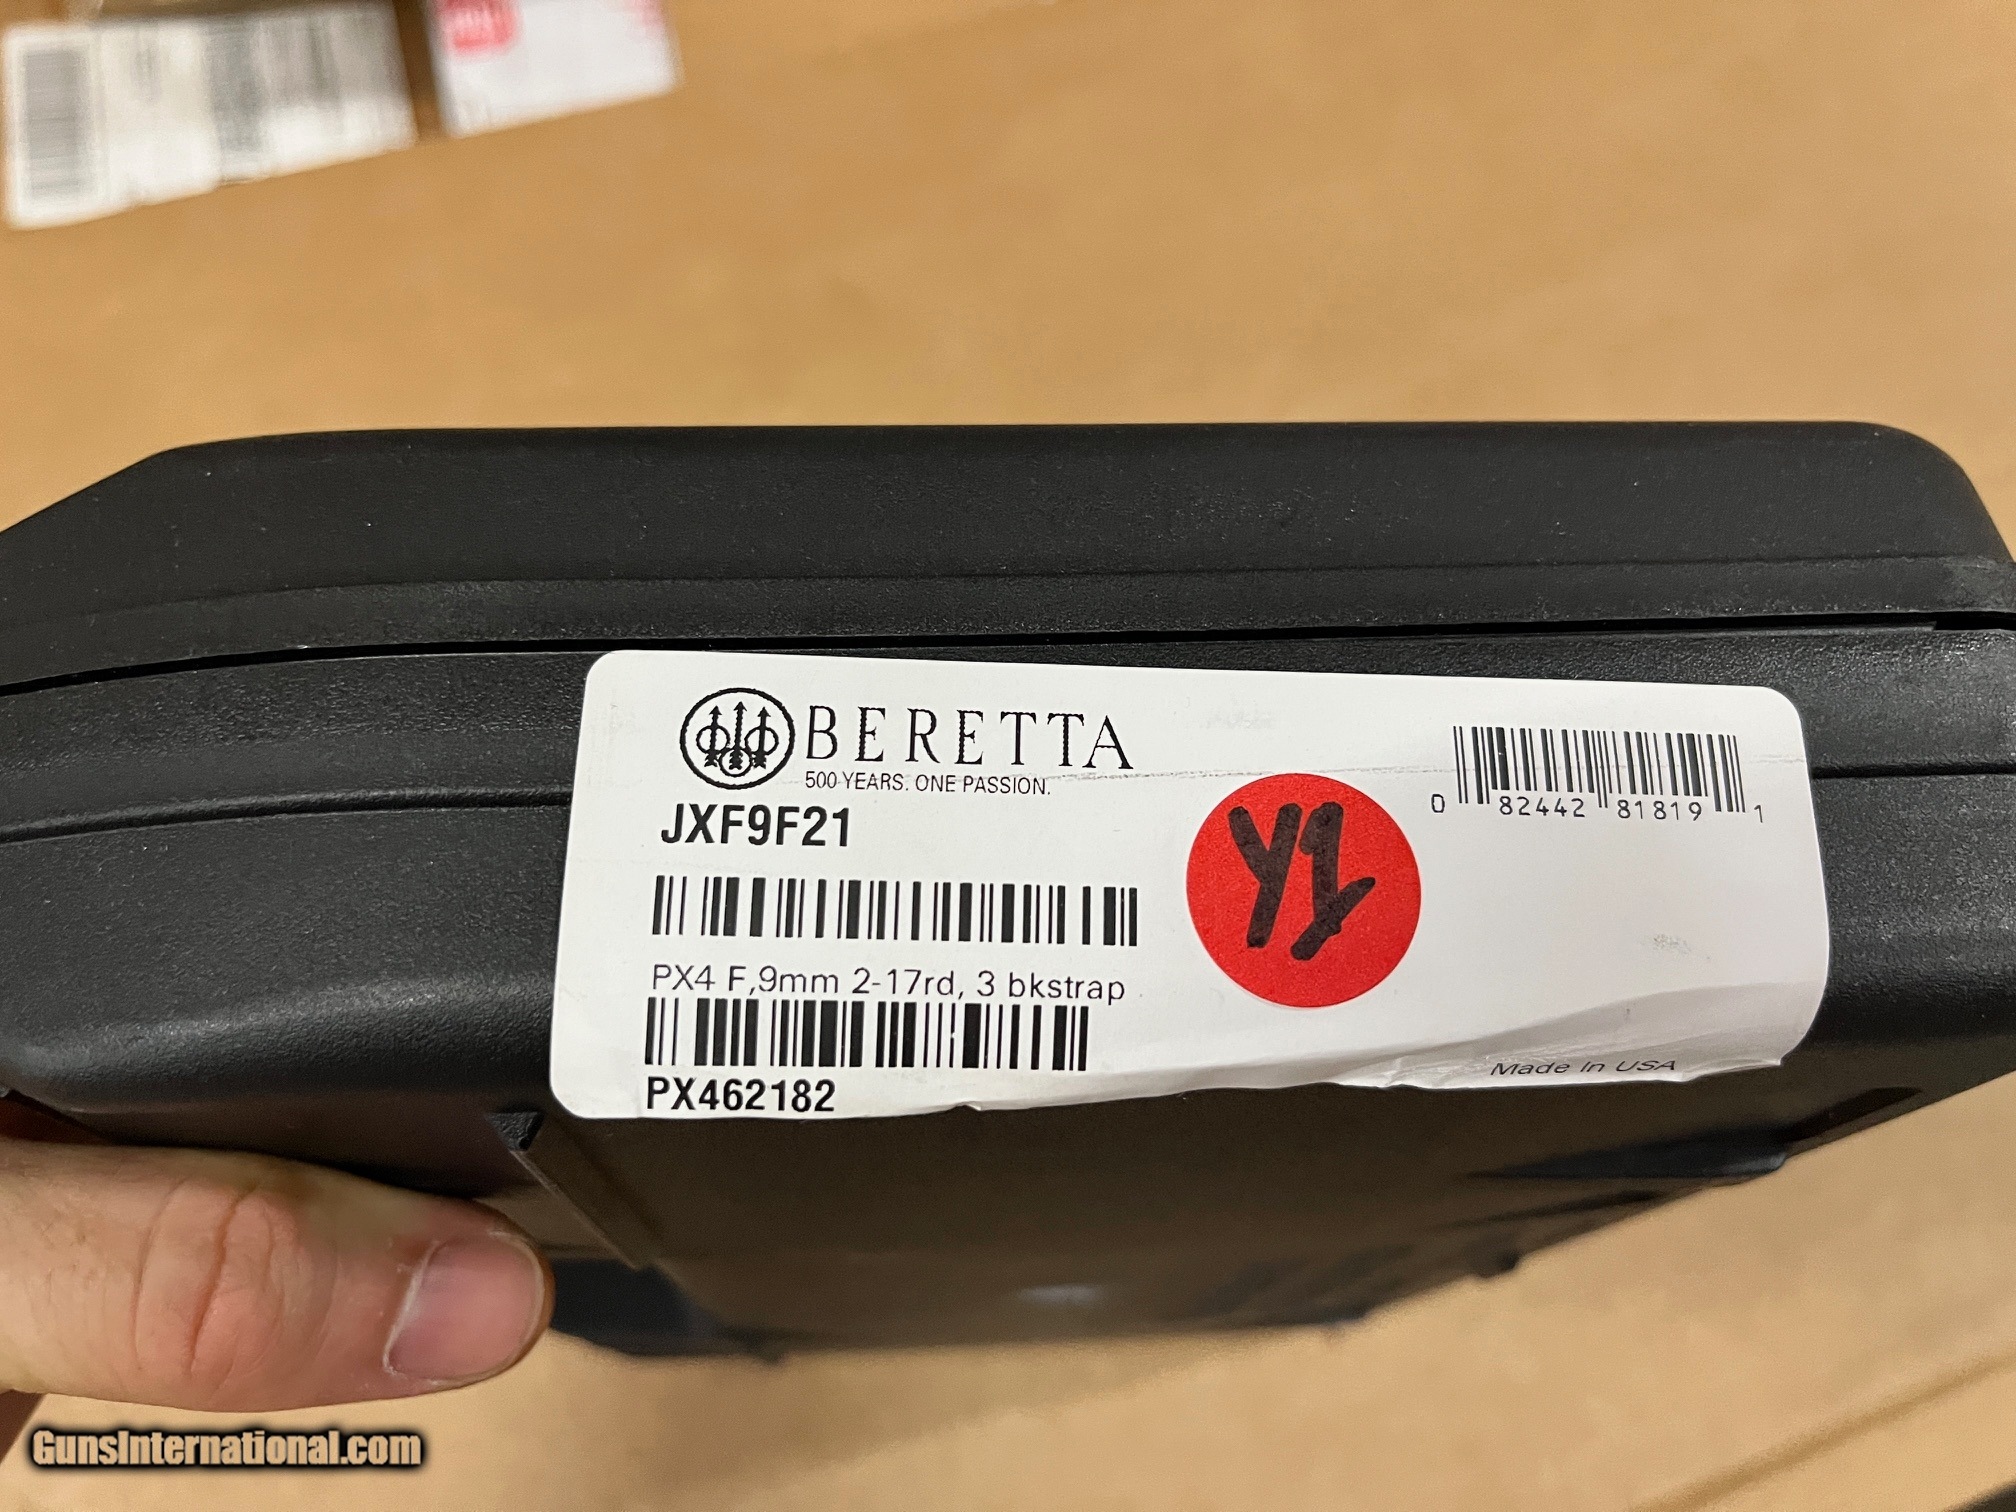 BERETTA
500 YEARS. ONE PASSION.
JXF9F21
Y1
0 82442 81819 1
PX4 F,9mm 2-17rd, 3 bkstrap
PX462182
Made In USA
GunsInternational.com